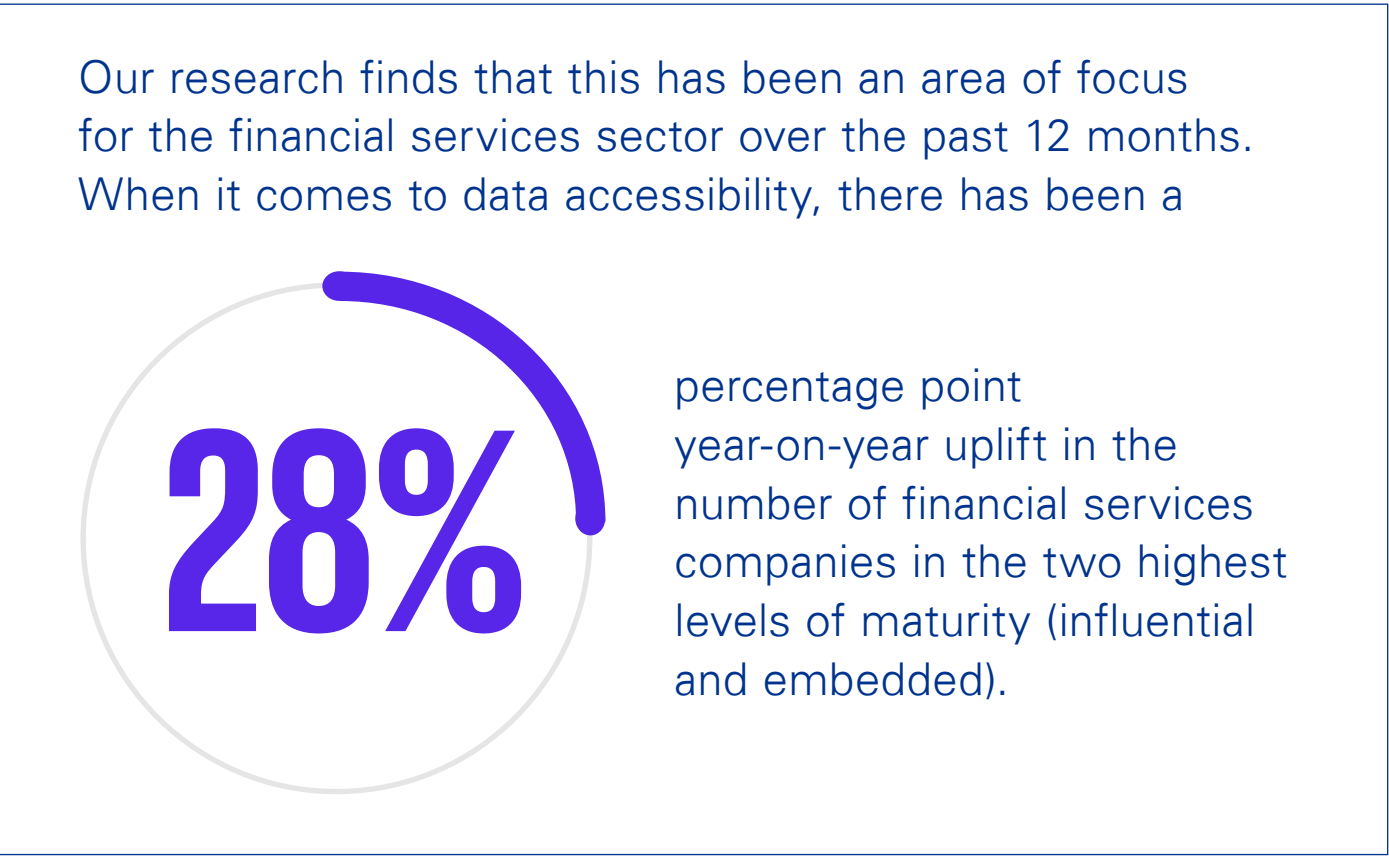 Our research finds that this has been an area of focus
for the financial services sector over the past 12 months.
When it comes to data accessibility, there has been a
28%
percentage point
year-on-year uplift in the
number of financial services
companies in the two highest
levels of maturity (influential
and embedded).